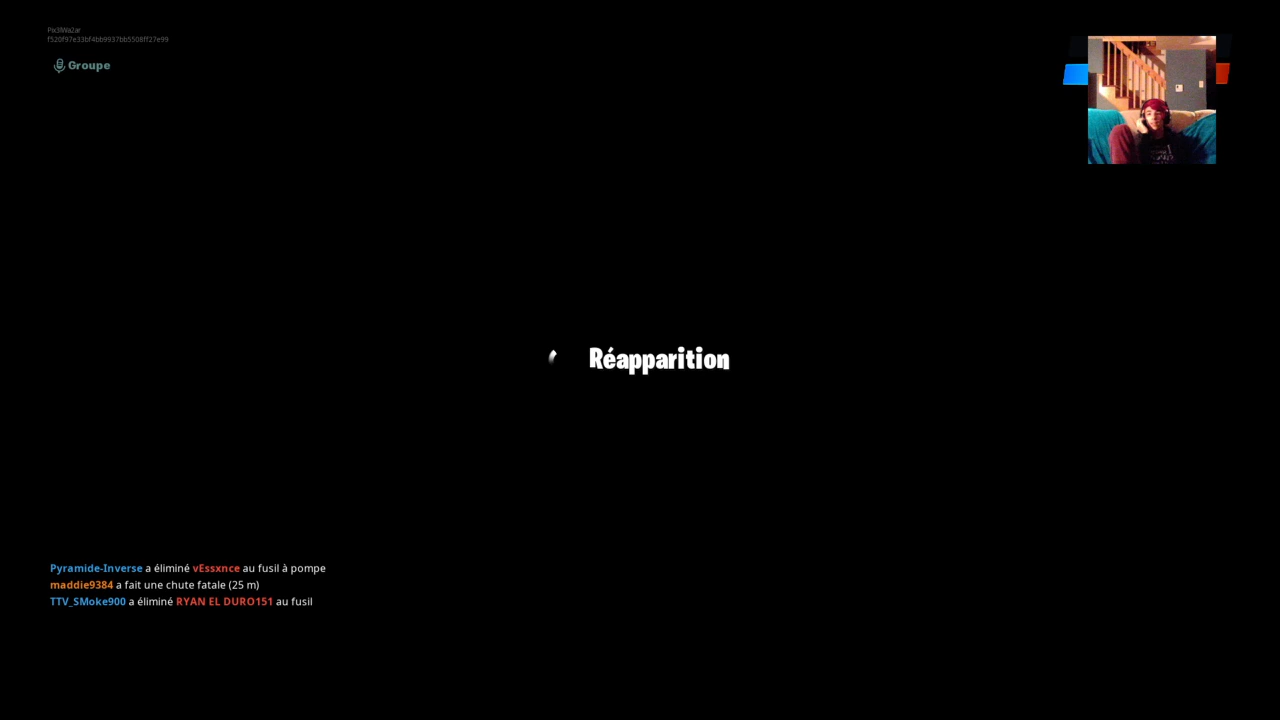 Pix3lWa2ar
f520f97e33bf4bb9937bb5508ff27e99
Groupe
Réapparition
Pyramide-Inverse a éliminé vEssxnce au fusil à pompe
maddie9384 a fait une chute fatale (25 m)
TTV_SMoke900 a éliminé RYAN EL DURO151 au fusil